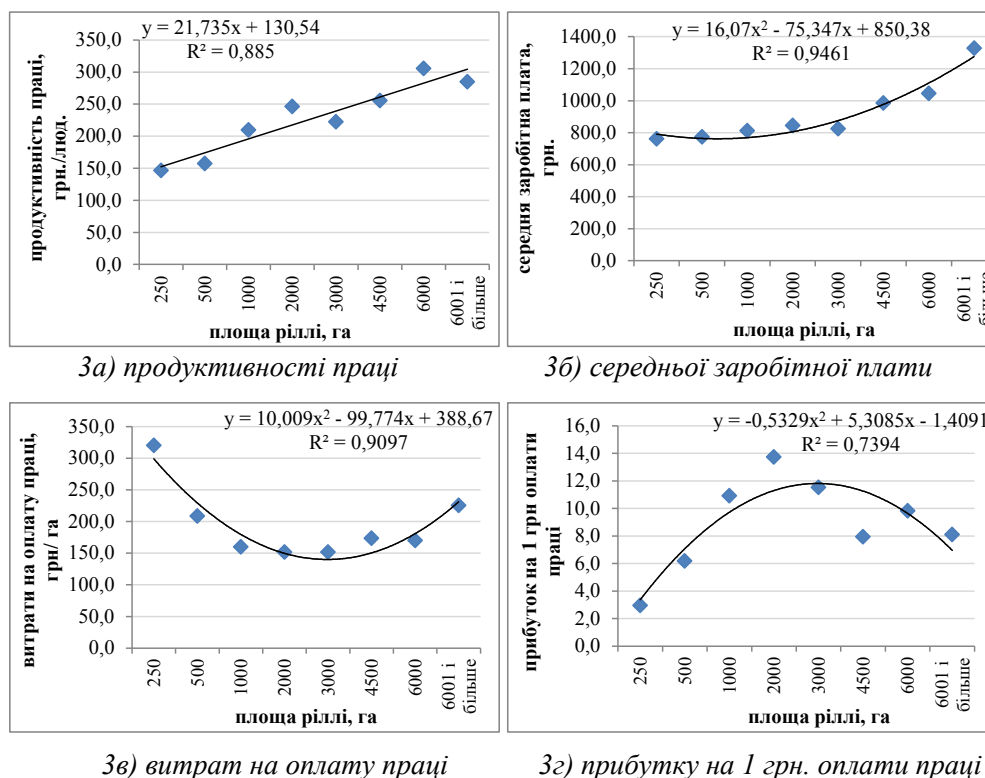 y = 21,735x + 130,54
R² = 0,885
продуктивність праці,
грн./люд.
350,0
300,0
250,0
200,0
150,0
100,0
50,0
0,0
250
500
1000
2000
3000
4500
6000
6001 і
більше
площа ріллі, га
3а) продуктивності праці
y = 16,07x² - 75,347x + 850,38
R² = 0,9461
середня заробітна плата,
грн.
1400,0
1200,0
1000,0
800,0
600,0
400,0
200,0
0,0
250
500
1000
2000
3000
4500
6000
6001 і
більше
площа ріллі, га
3б) середньої заробітної плати
y = 10,009x² - 99,774x + 388,67
R² = 0,9097
витрати на оплату праці,
грн/ га
350,0
300,0
250,0
200,0
150,0
100,0
50,0
0,0
250
500
1000
2000
3000
4500
6000
6001 і
більше
площа ріллі, га
3в) витрат на оплату праці
y = -0,5329x² + 5,3085x - 1,4091
R² = 0,7394
прибуток на 1 грн оплати
праці
16,0
14,0
12,0
10,0
8,0
6,0
4,0
2,0
0,0
250
500
1000
2000
3000
4500
6000
6001 і
більше
площа ріллі, га
3г) прибутку на 1 грн. оплати праці